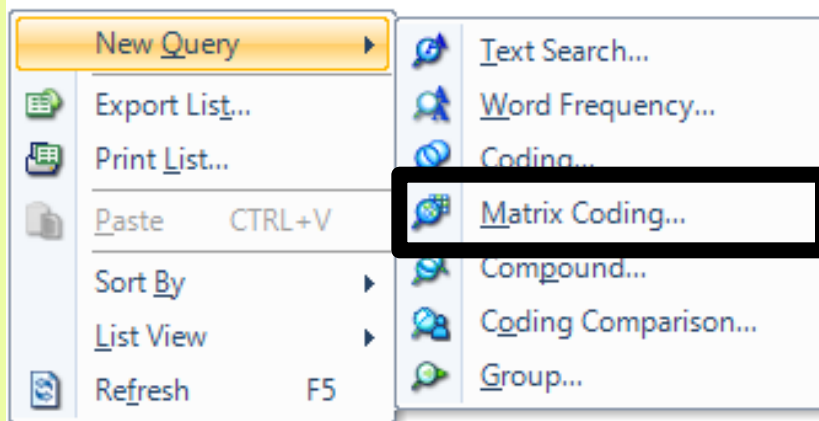 New Query
Export List...
Print List...
Paste CTRL+V
Sort By
List View
Refresh F5
Text Search...
Word Frequency...
Coding...
Matrix Coding...
Compound...
Coding Comparison...
Group...